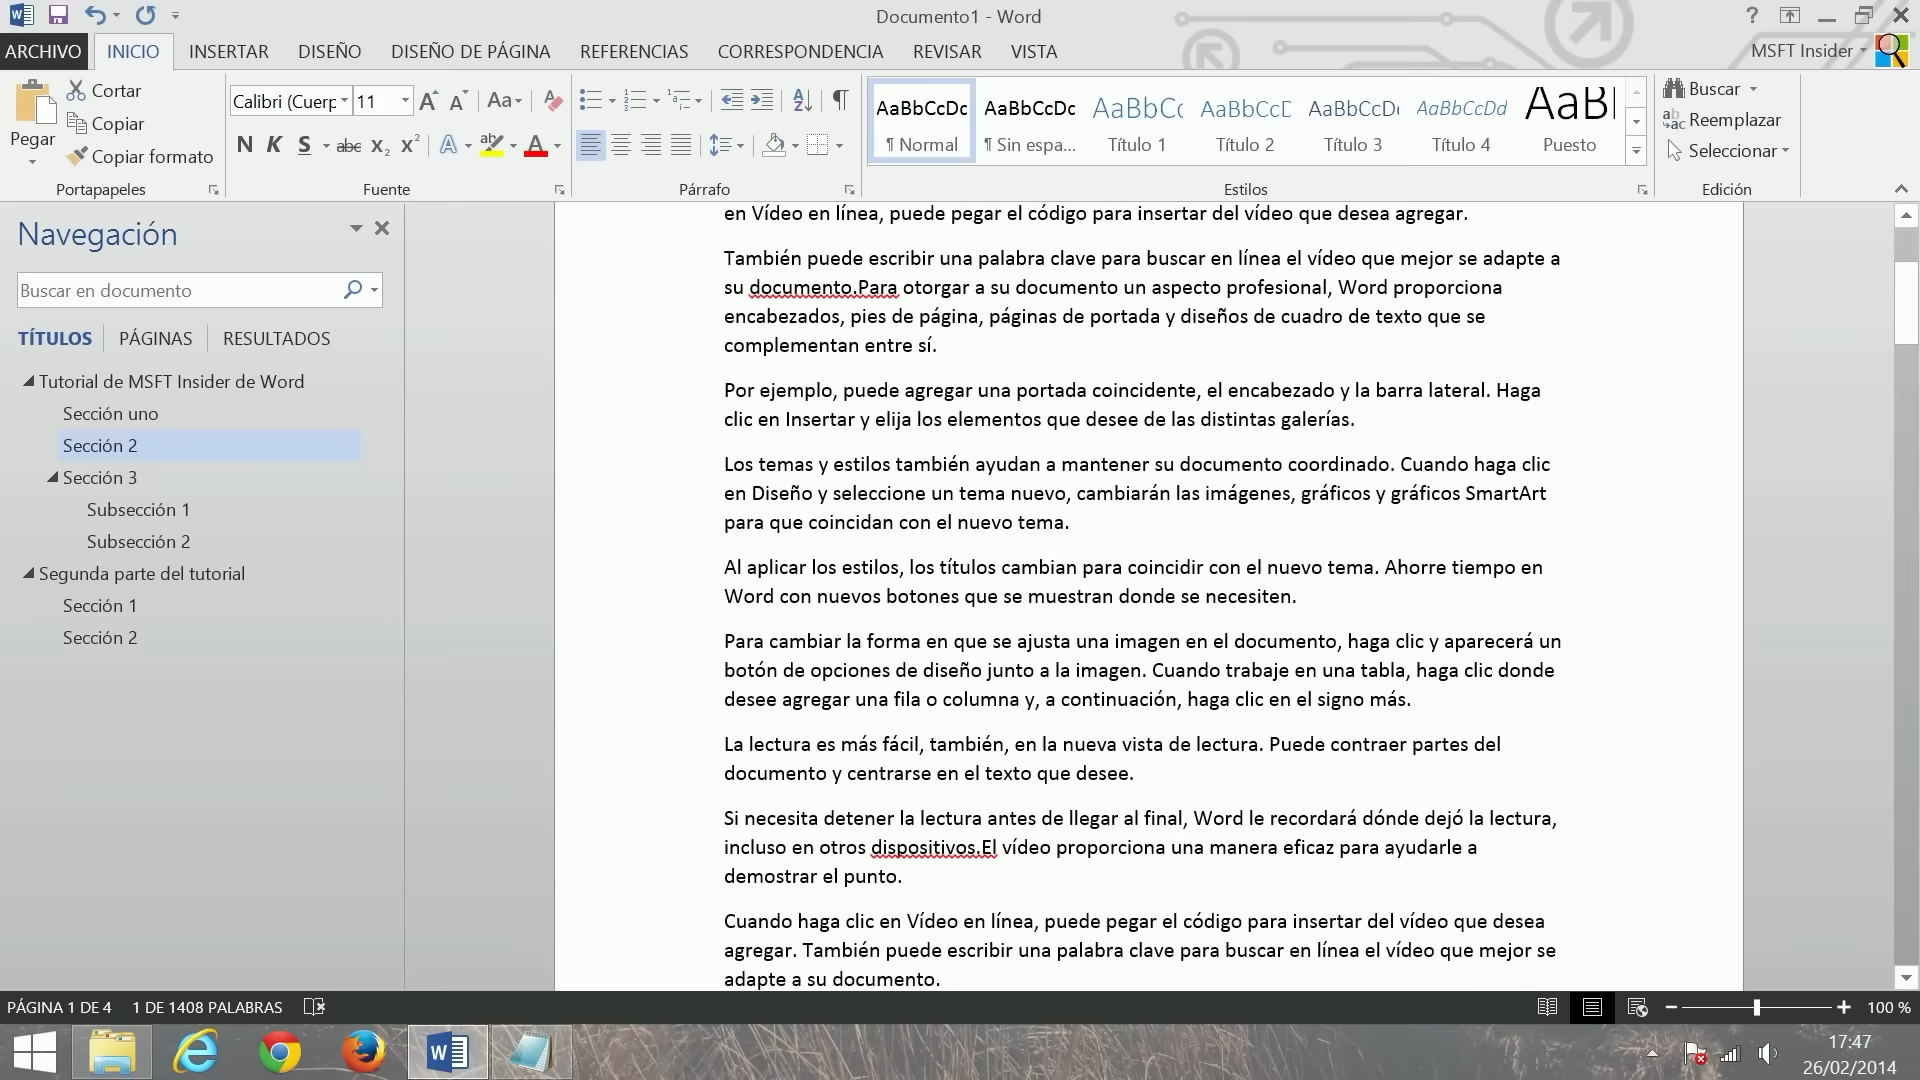 Documento1 - Word
ARCHIVO INICIO INSERTAR DISEÑO DISEÑO DE PÁGINA REFERENCIAS CORRESPONDENCIA REVISAR VISTA MSFT Insider
Pegar
Cortar
Copiar
Copiar formato
Portapapeles
Calibri (Cuerp 11
Aa
N K S abc X₂ X² A aby A
Fuente
Párrafo
AaBbCcDc AaBbCcDc AaBbCc AaBbCcD AaBbCcDc AaBbCcDd AaB
¶ Normal ¶ Sin espa... Título 1 Título 2 Título 3 Título 4 Puesto
Estilos
Buscar
Reemplazar
Seleccionar
Edición
Navegación
Buscar en documento
TÍTULOS PÁGINAS RESULTADOS
Tutorial de MSFT Insider de Word
Sección uno
Sección 2
Sección 3
Subsección 1
Subsección 2
Segunda parte del tutorial
Sección 1
Sección 2
en Vídeo en línea, puede pegar el código para insertar del vídeo que desea agregar.
También puede escribir una palabra clave para buscar en línea el vídeo que mejor se adapte a
su documento.Para otorgar a su documento un aspecto profesional, Word proporciona
encabezados, pies de página, páginas de portada y diseños de cuadro de texto que se
complementan entre sí.
Por ejemplo, puede agregar una portada coincidente, el encabezado y la barra lateral. Haga
clic en Insertar y elija los elementos que desee de las distintas galerías.
Los temas y estilos también ayudan a mantener su documento coordinado. Cuando haga clic
en Diseño y seleccione un tema nuevo, cambiarán las imágenes, gráficos y gráficos SmartArt
para que coincidan con el nuevo tema.
Al aplicar los estilos, los títulos cambian para coincidir con el nuevo tema. Ahorre tiempo en
Word con nuevos botones que se muestran donde se necesiten.
Para cambiar la forma en que se ajusta una imagen en el documento, haga clic y aparecerá un
botón de opciones de diseño junto a la imagen. Cuando trabaje en una tabla, haga clic donde
desee agregar una fila o columna y, a continuación, haga clic en el signo más.
La lectura es más fácil, también, en la nueva vista de lectura. Puede contraer partes del
documento y centrarse en el texto que desee.
Si necesita detener la lectura antes de llegar al final, Word le recordará dónde dejó la lectura,
incluso en otros dispositivos.El vídeo proporciona una manera eficaz para ayudarle a
demostrar el punto.
Cuando haga clic en Vídeo en línea, puede pegar el código para insertar del vídeo que desea
agregar. También puede escribir una palabra clave para buscar en línea el vídeo que mejor se
adapte a su documento.
PÁGINA 1 DE 4 1 DE 1408 PALABRAS 100 %
17:47
26/02/2014